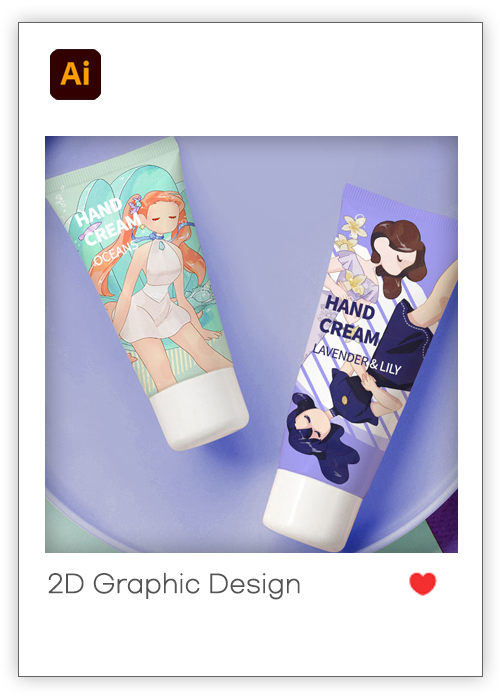 Ai
HAND
CREAM
OCEANS
HAND
CREAM
LAVENDER & LILY
2D Graphic Design